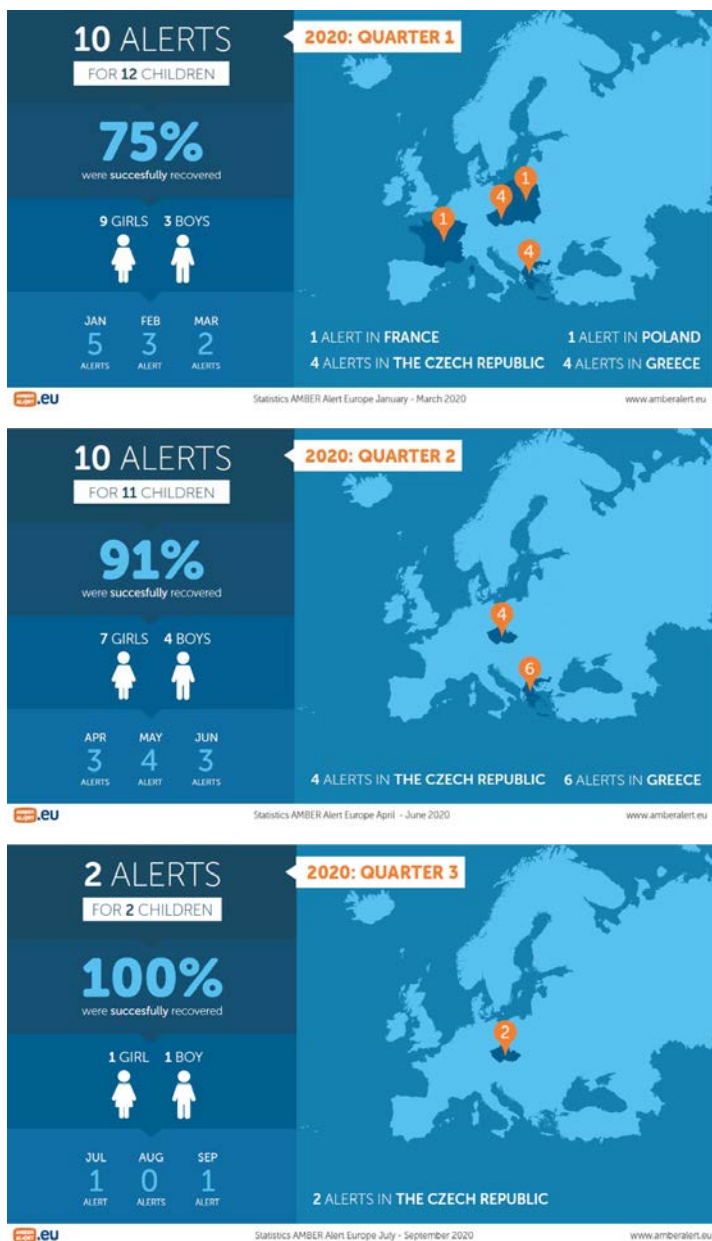 10 ALERTS
FOR 12 CHILDREN
75%
were succesfully recovered
9 GIRLS 3 BOYS
JAN FEB MAR
5 3 2
ALERTS ALERT ALERTS
2020: QUARTER 1
1
4
1
4
1 ALERT IN FRANCE 1 ALERT IN POLAND
4 ALERTS IN THE CZECH REPUBLIC 4 ALERTS IN GREECE
AMBER ALERT .eu Statistics AMBER Alert Europe January - March 2020 www.amberalert.eu
10 ALERTS
FOR 11 CHILDREN
91%
were succesfully recovered
7 GIRLS 4 BOYS
APR MAY JUN
3 4 3
ALERTS ALERT ALERTS
2020: QUARTER 2
4
6
4 ALERTS IN THE CZECH REPUBLIC 6 ALERTS IN GREECE
AMBER ALERT .eu Statistics AMBER Alert Europe April - June 2020 www.amberalert.eu
2 ALERTS
FOR 2 CHILDREN
100%
were succesfully recovered
1 GIRL 1 BOY
JUL AUG SEP
1 0 1
ALERT ALERTS ALERT
2020: QUARTER 3
2
2 ALERTS IN THE CZECH REPUBLIC
AMBER ALERT .eu Statistics AMBER Alert Europe July - September 2020 www.amberalert.eu